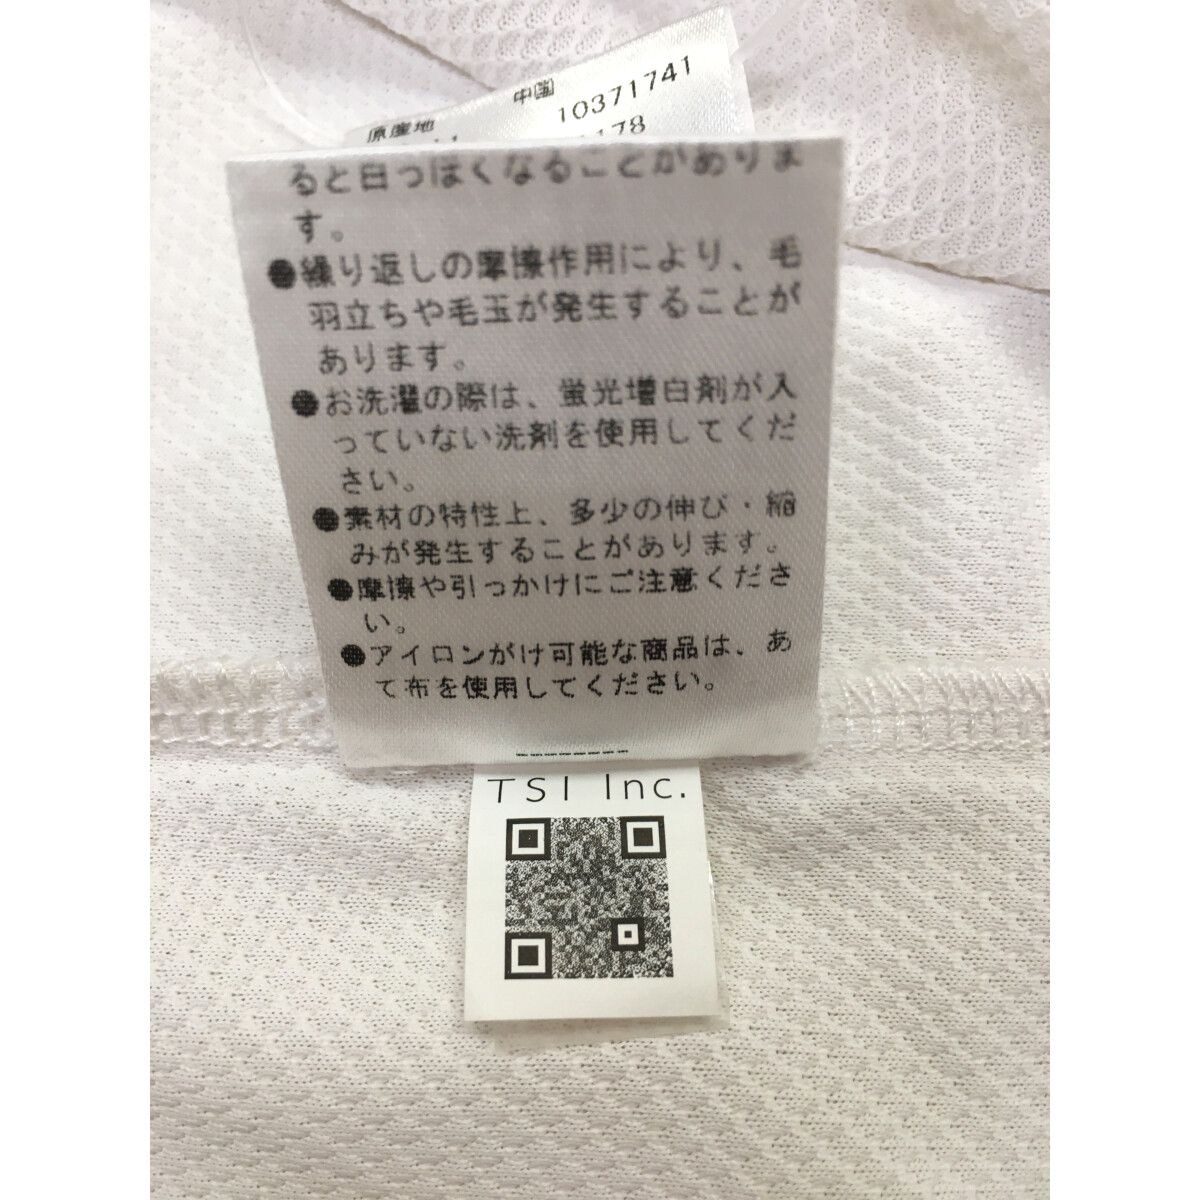 中国
原産地
10371741
178
ると白っぽくなることがありま
す。
●繰り返しの摩擦作用により、毛
羽立ちや毛玉が発生することが
あります。
●お洗濯の際は、蛍光増白剤が入
っていない洗剤を使用してくだ
さい。
●素材の特性上、多少の伸び・縮
みが発生することがあります。
●摩擦や引っかけにご注意くださ
い。
●アイロンがけ可能な商品は、あ
て布を使用してください。
TSI Inc.